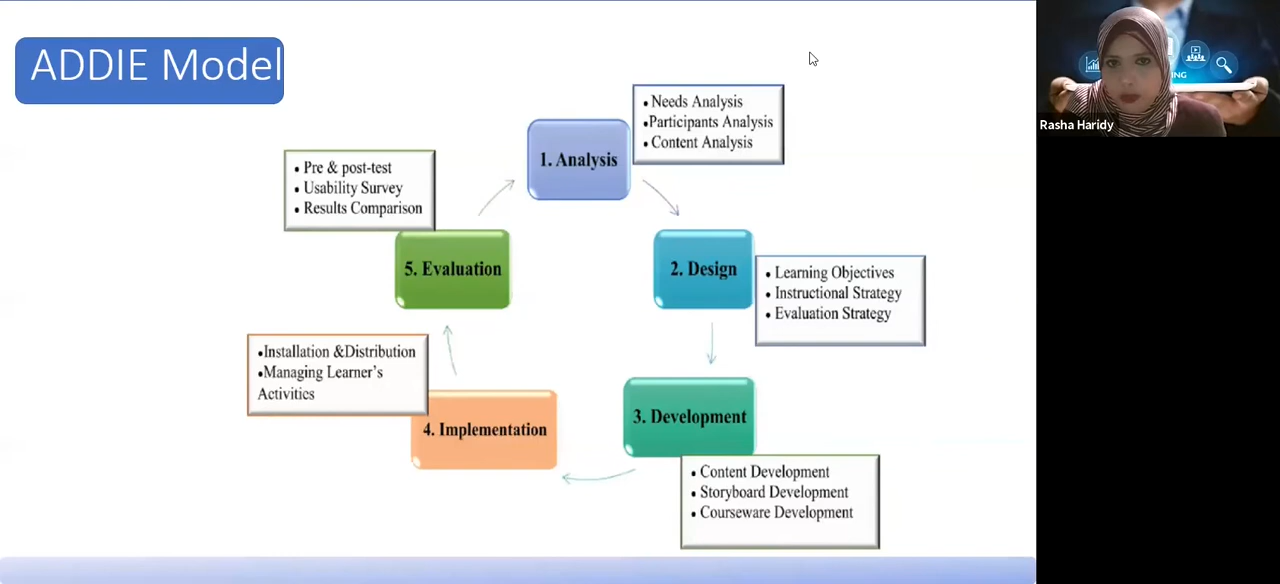 ADDIE Model
1. Analysis
• Needs Analysis
•Participants Analysis
• Content Analysis
2. Design
• Learning Objectives
• Instructional Strategy
• Evaluation Strategy
3. Development
• Content Development
• Storyboard Development
• Courseware Development
4. Implementation
•Installation &Distribution
•Managing Learner's
Activities
5. Evaluation
• Pre & post-test
• Usability Survey
• Results Comparison
ING
Rasha Haridy